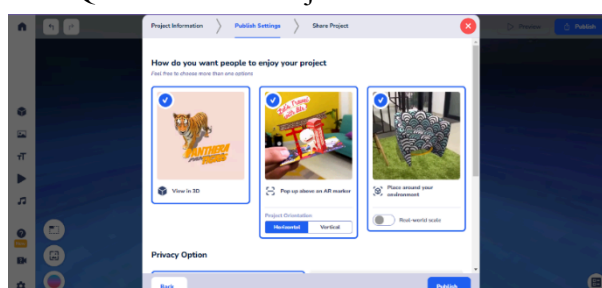 Project Information
Publish Settings
Share Project
Preview
Publish
How do you want people to enjoy your project
Feel free to choose more than one options
PANTHERA
View in 3D
Pop up above an AR marker
Place around your environment
Project Orientation
Horizontal
Vertical
Real-world scale
Privacy Option
Back
Publish